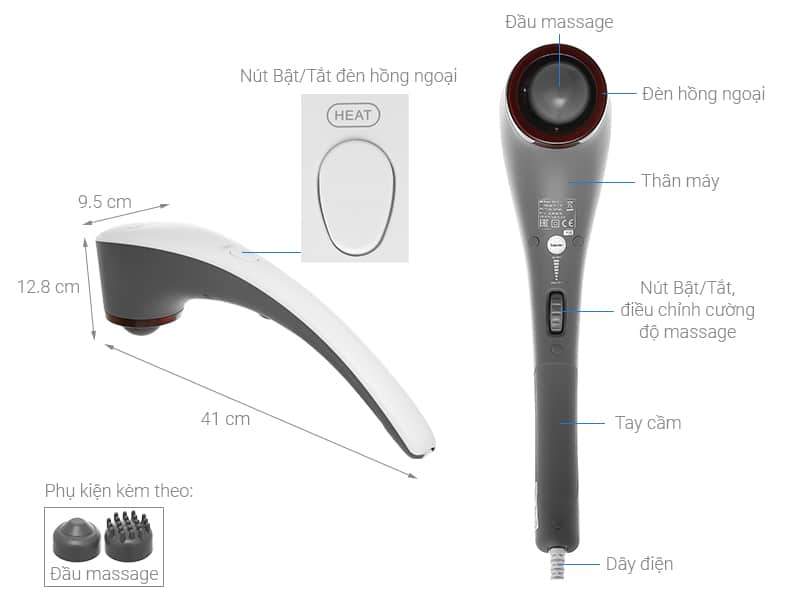 Đầu massage
Nút Bật/Tắt đèn hồng ngoại
HEAT
Đèn hồng ngoại
Thân máy
9.5 cm
12.8 cm
Nút Bật/Tắt,
điều chỉnh cường
độ massage
41 cm
Tay cầm
Phụ kiện kèm theo:
Đầu massage
Dây điện